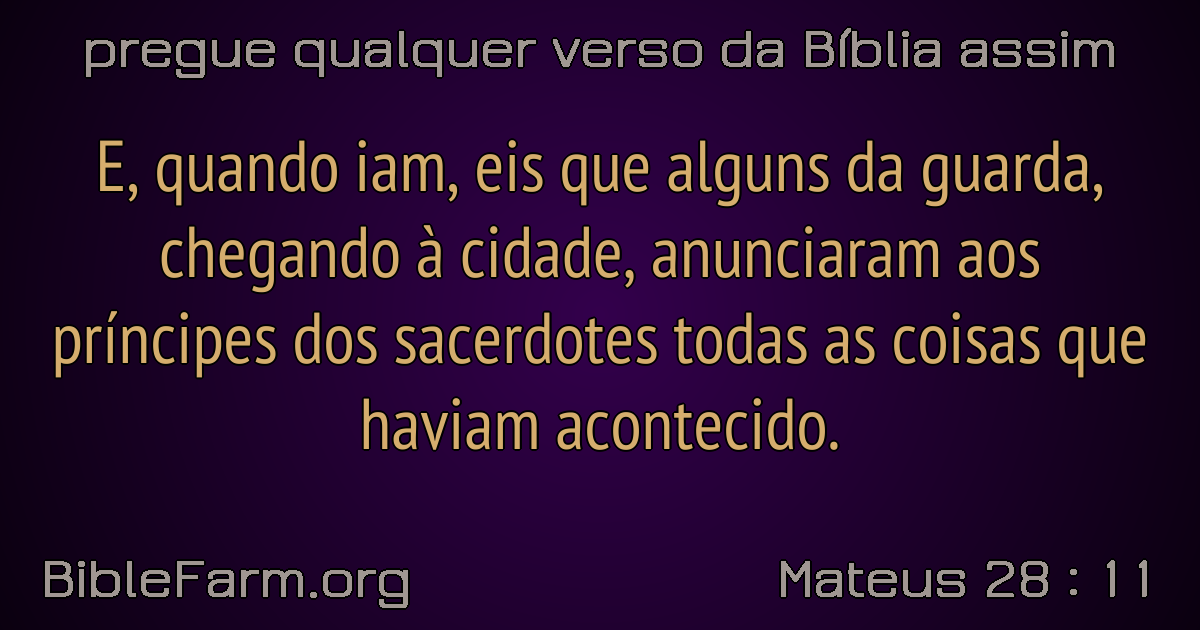 pregue qualquer verso da Bíblia assim
E, quando iam, eis que alguns da guarda,
chegando à cidade, anunciaram aos
príncipes dos sacerdotes todas as coisas que
haviam acontecido.
BibleFarm.org
Mateus 28 : 11